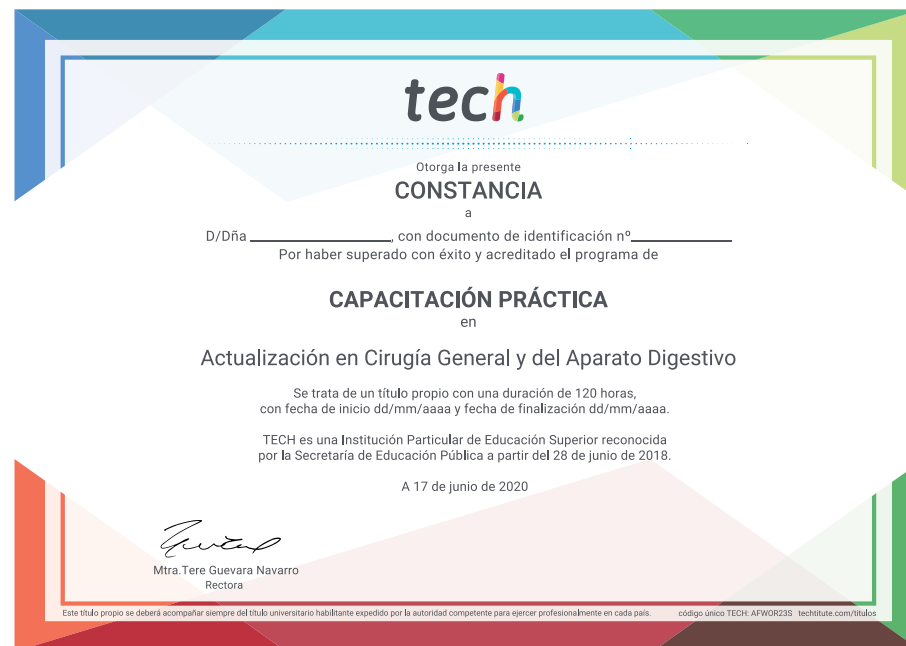 tech
Otorga la presente
CONSTANCIA
a
D/Dña ____________________, con documento de identificación nº______________
Por haber superado con éxito y acreditado el programa de
CAPACITACIÓN PRÁCTICA
en
Actualización en Cirugía General y del Aparato Digestivo
Se trata de un título propio con una duración de 120 horas,
con fecha de inicio dd/mm/aaaa y fecha de finalización dd/mm/aaaa.
TECH es una Institución Particular de Educación Superior reconocida
por la Secretaría de Educación Pública a partir del 28 de junio de 2018.
A 17 de junio de 2020
Mtra.Tere Guevara Navarro
Rectora
Este título propio se deberá acompañar siempre del título universitario habilitante expedido por la autoridad competente para ejercer profesionalmente en cada país. código único TECH: AFWOR23S techtitute.com/titulos